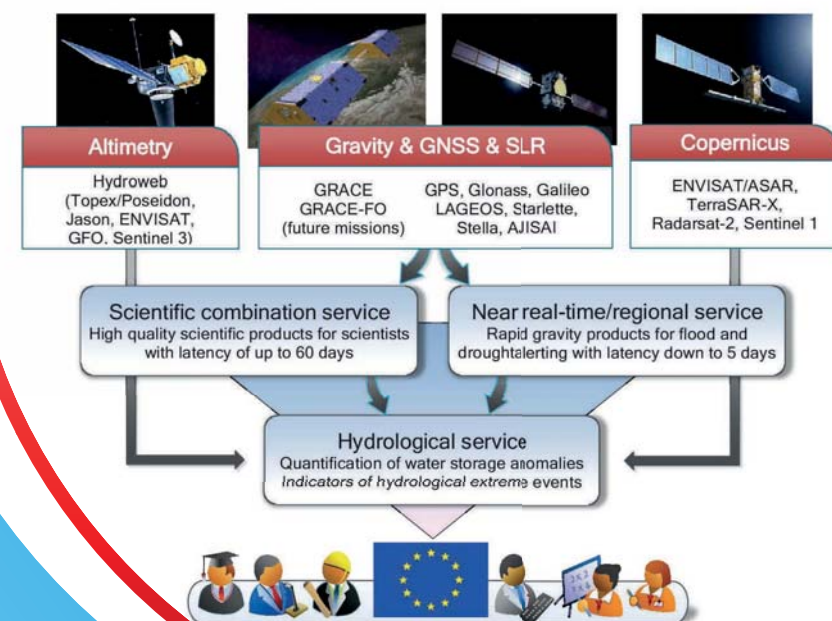 Altimetry
Hydroweb
(Topex/Poseidon,
Jason, ENVISAT,
GFO, Sentinel 3)
Gravity & GNSS & SLR
GRACE
GRACE-FO
(future missions)
GPS, Glonass, Galileo
LAGEOS, Starlette,
Stella, AJISAI
Copernicus
ENVISAT/ASAR,
TerraSAR-X,
Radarsat-2, Sentinel 1
Scientific combination service
High quality scientific products for scientists
with latency of up to 60 days
Near real-time/regional service
Rapid gravity products for flood and
droughtalerting with latency down to 5 days
Hydrological service
Quantification of water storage anomalies
Indicators of hydrological extreme events